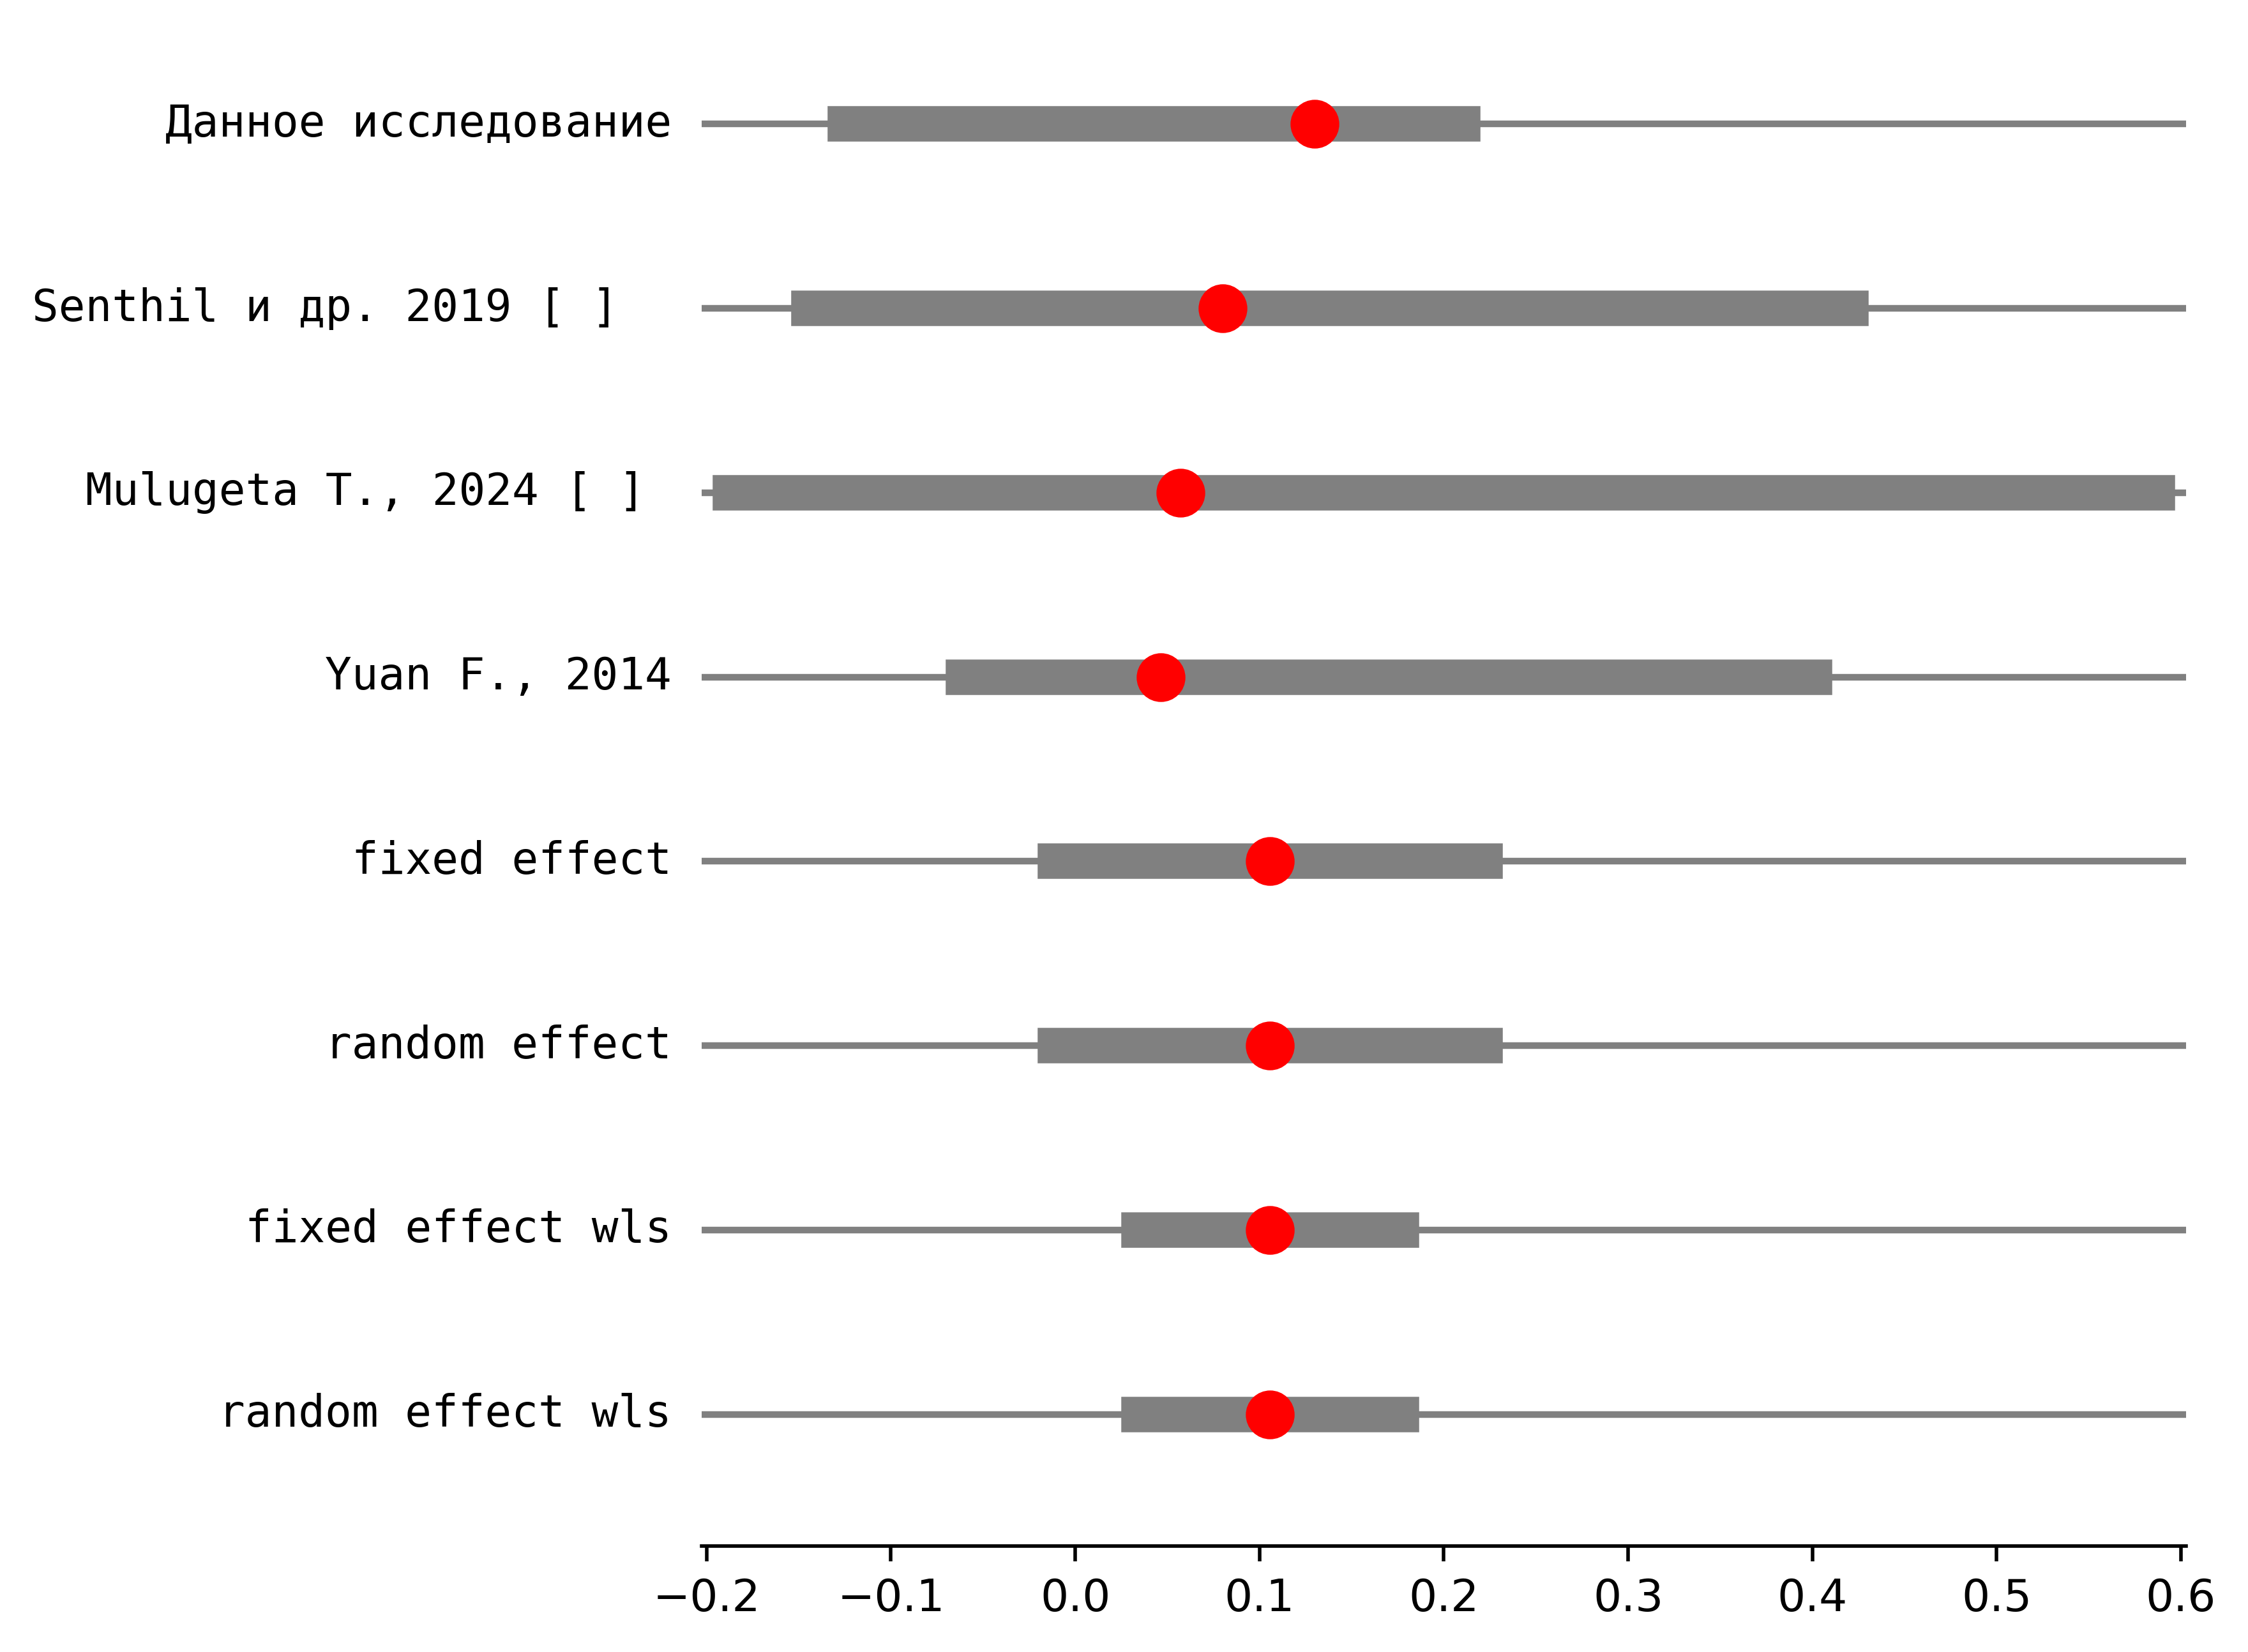 Данное исследование
Senthil и др. 2019 [ ]
Mulugeta T., 2024 [ ]
Yuan F., 2014
fixed effect
random effect
fixed effect wls
random effect wls
−0.2 −0.1 0.0 0.1 0.2 0.3 0.4 0.5 0.6